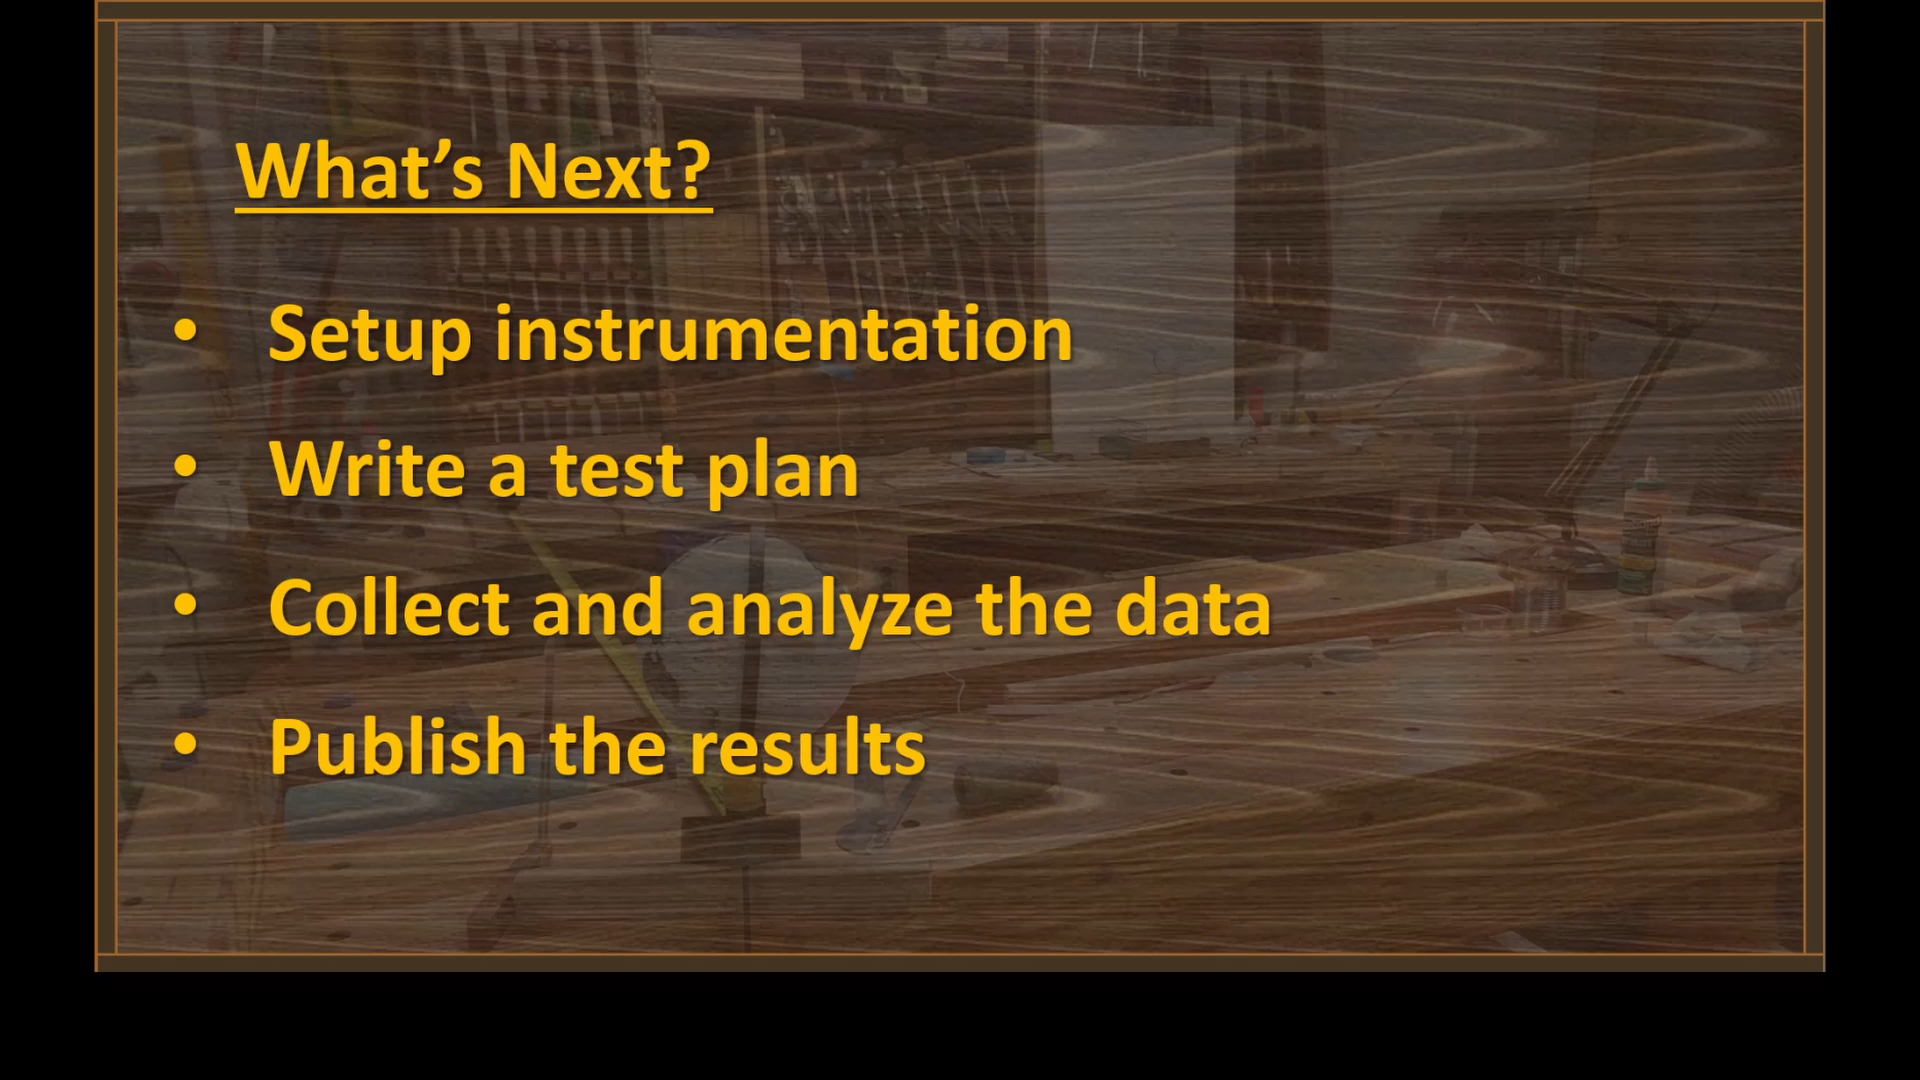 What’s Next?
• Setup instrumentation
• Write a test plan
• Collect and analyze the data
• Publish the results